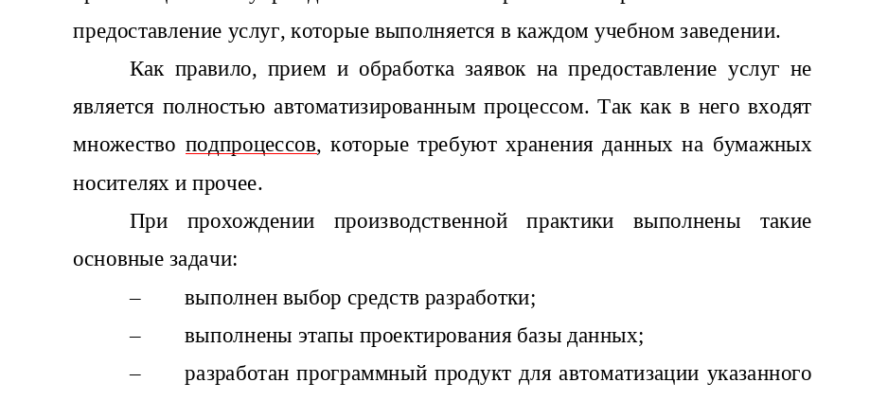 предоставление услуг, которые выполняется в каждом учебном заведении.
Как правило, прием и обработка заявок на предоставление услуг не
является полностью автоматизированным процессом. Так как в него входят
множество подпроцессов, которые требуют хранения данных на бумажных
носителях и прочее.
При прохождении производственной практики выполнены такие
основные задачи:
– выполнен выбор средств разработки;
– выполнены этапы проектирования базы данных;
– разработан программный продукт для автоматизации указанного